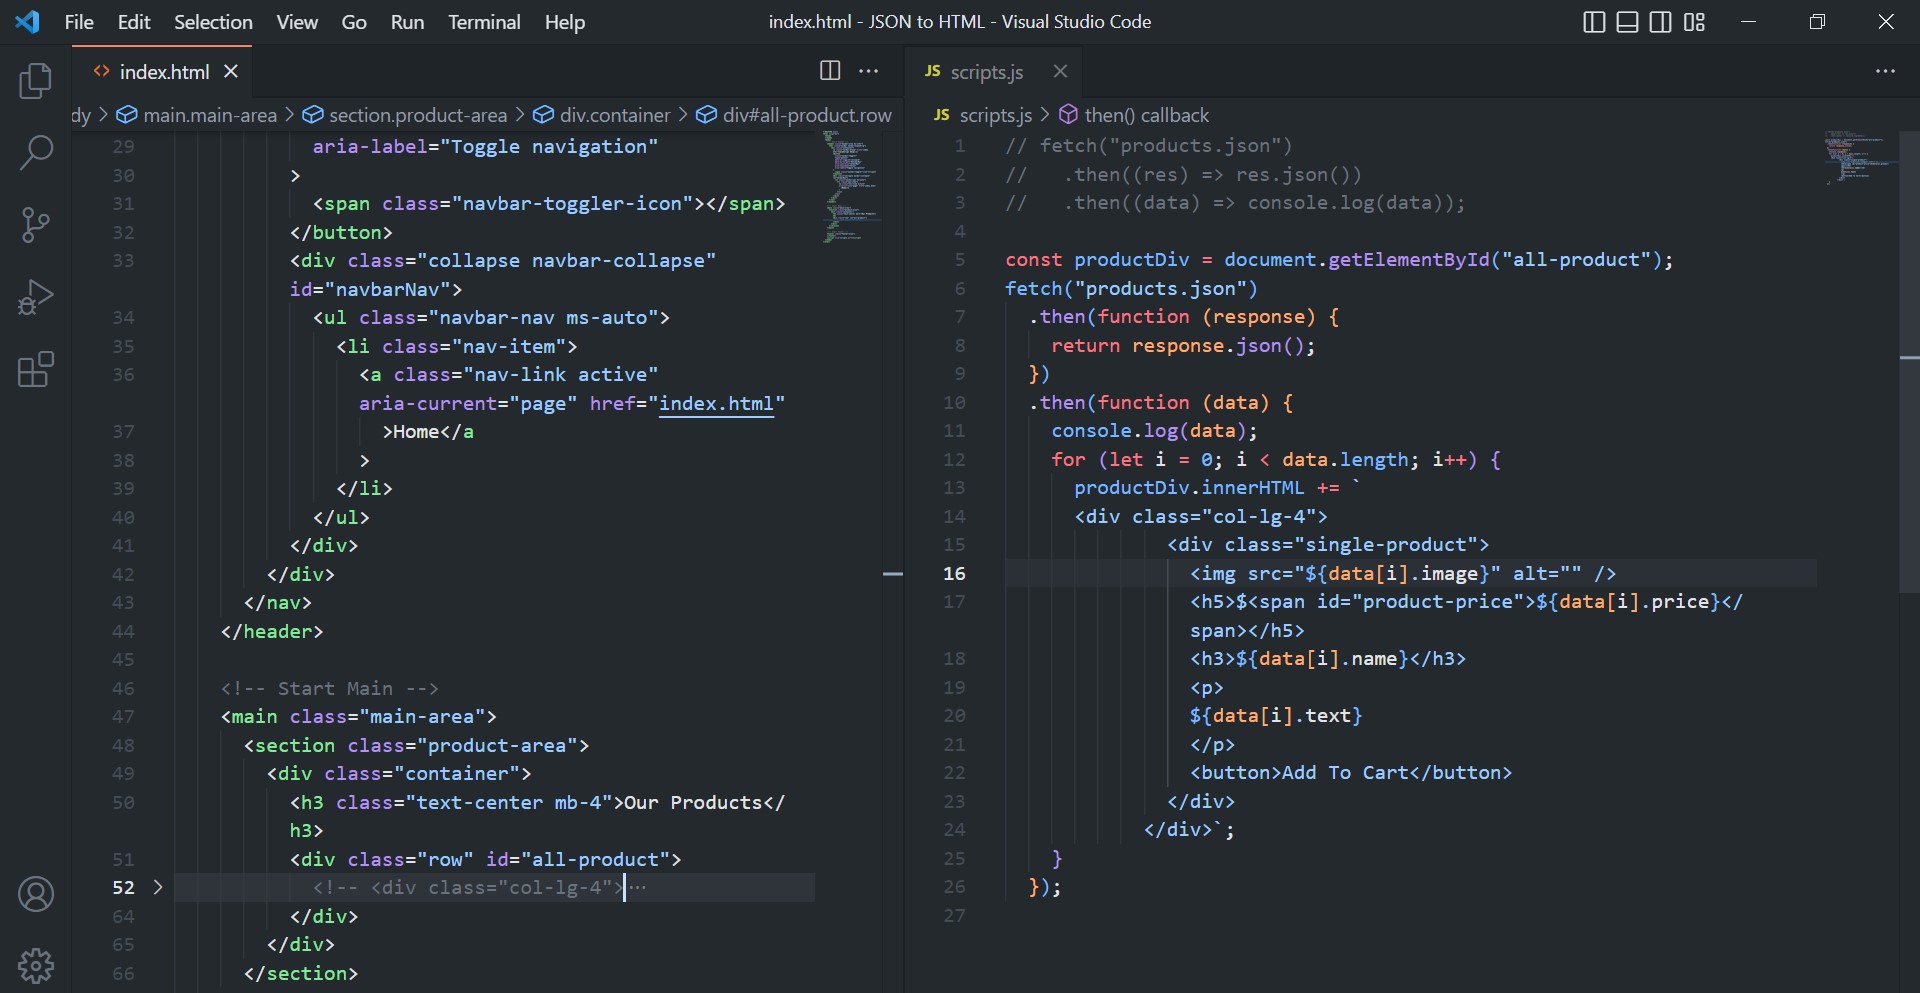 File Edit Selection View Go Run Terminal Help
index.html - JSON to HTML - Visual Studio Code
index.html
dy > main.main-area > section.product-area > div.container > div#all-product.row
29 aria-label="Toggle navigation"
30 >
31 <span class="navbar-toggler-icon"></span>
32 </button>
33 <div class="collapse navbar-collapse"
id="navbarNav">
34 <ul class="navbar-nav ms-auto">
35 <li class="nav-item">
36 <a class="nav-link active"
aria-current="page" href="index.html"
37 >Home</a
38 >
39 </li>
40 </ul>
41 </div>
42 </div>
43 </nav>
44 </header>
45
46 <!-- Start Main -->
47 <main class="main-area">
48 <section class="product-area">
49 <div class="container">
50 <h3 class="text-center mb-4">Our Products</
h3>
51 <div class="row" id="all-product">
52 <!-- <div class="col-lg-4">⋯
64 </div>
65 </div>
66 </section>
JS scripts.js
JS scripts.js > then() callback
1 // fetch("products.json")
2 // .then((res) => res.json())
3 // .then((data) => console.log(data));
4
5 const productDiv = document.getElementById("all-product");
6 fetch("products.json")
7 .then(function (response) {
8 return response.json();
9 })
10 .then(function (data) {
11 console.log(data);
12 for (let i = 0; i < data.length; i++) {
13 productDiv.innerHTML += `
14 <div class="col-lg-4">
15 <div class="single-product">
16 <img src="${data[i].image}" alt="" />
17 <h5>$<span id="product-price">${data[i].price}</
span></h5>
18 <h3>${data[i].name}</h3>
19 <p>
20 ${data[i].text}
21 </p>
22 <button>Add To Cart</button>
23 </div>
24 </div>`;
25 }
26 });
27